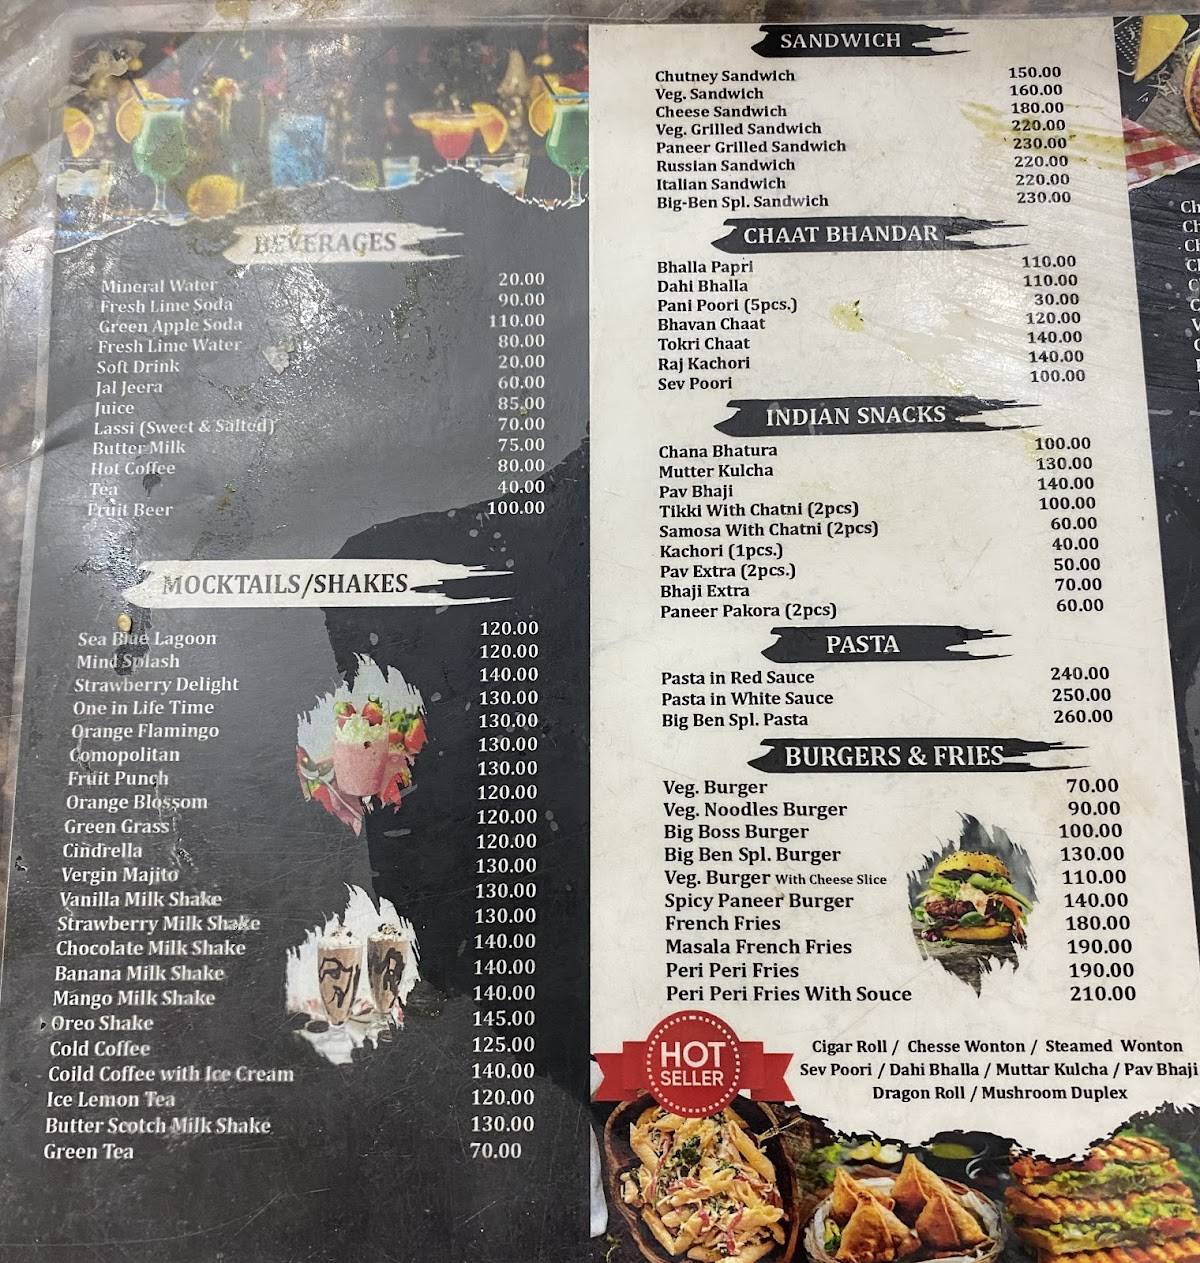 BEVERAGES
Mineral Water 20.00
Fresh Lime Soda 90.00
Green Apple Soda 110.00
Fresh Lime Water 80.00
Soft Drink 20.00
Jal Jeera 60.00
Juice 85.00
Lassi (Sweet & Salted) 70.00
Butter Milk 75.00
Hot Coffee 80.00
Tea 40.00
Fruit Beer 100.00
MOCKTAILS/SHAKES
Sea Blue Lagoon 120.00
Mind Splash 120.00
Strawberry Delight 140.00
One in Life Time 130.00
Orange Flamingo 130.00
Comopolitan 130.00
Fruit Punch 130.00
Orange Blossom 120.00
Green Grass 120.00
Cindrella 120.00
Vergin Majito 130.00
Vanilla Milk Shake 130.00
Strawberry Milk Shake 130.00
Chocolate Milk Shake 140.00
Banana Milk Shake 140.00
Mango Milk Shake 140.00
Oreo Shake 145.00
Cold Coffee 125.00
Coild Coffee with Ice Cream 140.00
Ice Lemon Tea 120.00
Butter Scotch Milk Shake 130.00
Green Tea 70.00
SANDWICH
Chutney Sandwich 150.00
Veg. Sandwich 160.00
Cheese Sandwich 180.00
Veg. Grilled Sandwich 220.00
Paneer Grilled Sandwich 230.00
Russian Sandwich 220.00
Italian Sandwich 220.00
Big-Ben Spl. Sandwich 230.00
CHAAT BHANDAR
Bhalla Papri 110.00
Dahi Bhalla 110.00
Pani Poori (5pcs.) 30.00
Bhavan Chaat 120.00
Tokri Chaat 140.00
Raj Kachori 140.00
Sev Poori 100.00
INDIAN SNACKS
Chana Bhatura 100.00
Mutter Kulcha 130.00
Pav Bhaji 140.00
Tikki With Chatni (2pcs) 100.00
Samosa With Chatni (2pcs) 60.00
Kachori (1pcs.) 40.00
Pav Extra (2pcs.) 50.00
Bhaji Extra 70.00
Paneer Pakora (2pcs) 60.00
PASTA
Pasta in Red Sauce 240.00
Pasta in White Sauce 250.00
Big Ben Spl. Pasta 260.00
BURGERS & FRIES
Veg. Burger 70.00
Veg. Noodles Burger 90.00
Big Boss Burger 100.00
Big Ben Spl. Burger 130.00
Veg. Burger With Cheese Slice 110.00
Spicy Paneer Burger 140.00
French Fries 180.00
Masala French Fries 190.00
Peri Peri Fries 190.00
Peri Peri Fries With Souce 210.00
HOT
SELLER
Cigar Roll / Chesse Wonton / Steamed Wonton
Sev Poori / Dahi Bhalla / Muttar Kulcha / Pav Bhaji
Dragon Roll / Mushroom Duplex